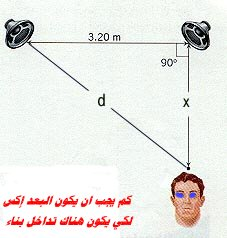 3.20 m
90°
d
x
كم يجب ان يكون البعد إكس
لكي يكون هناك تداخل بناء